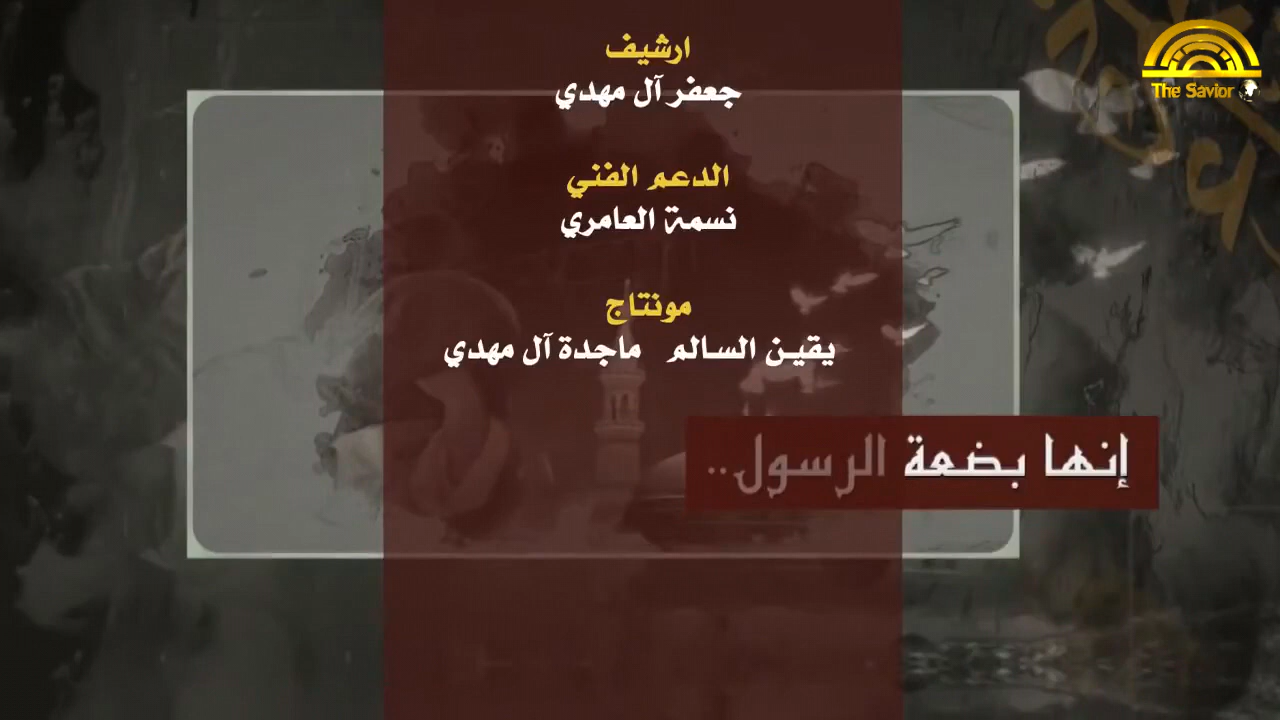 ارشيف
جعفر آل مهدي
The Savior
الدعم الفني
نسمة العامري
مونتاج
يقين السالم ماجدة آل مهدي
إنها بضعة الرسول..